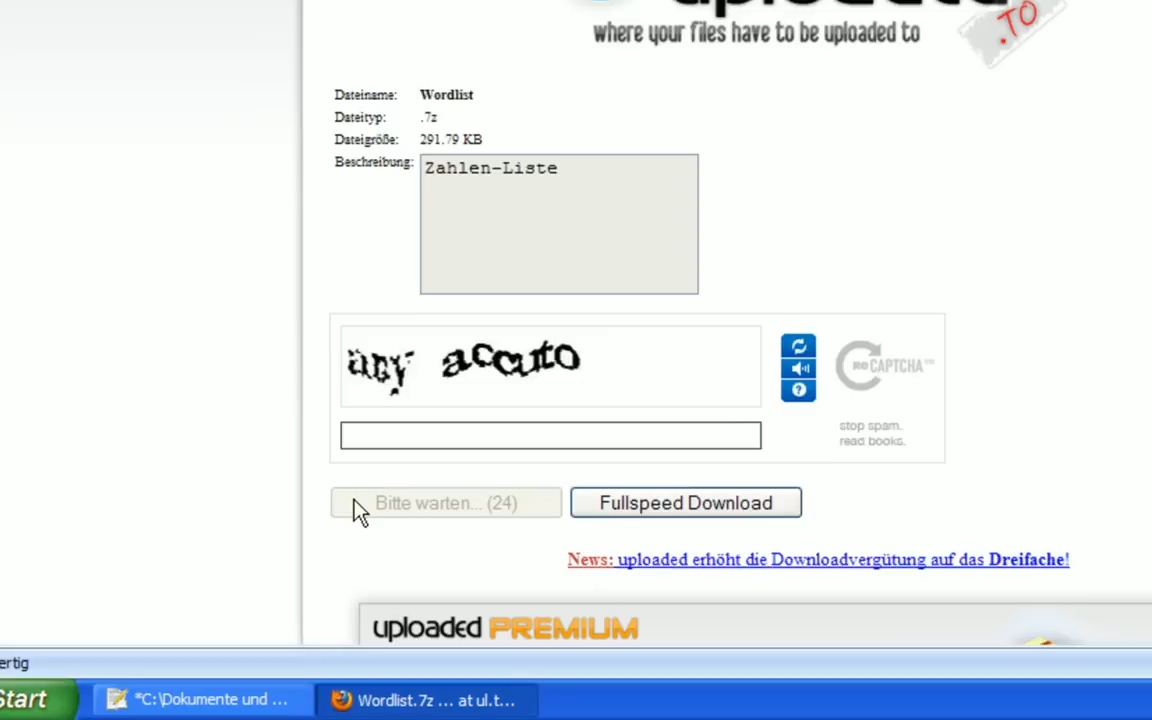 uploaded
.TO
where your files have to be uploaded to
Dateiname: Wordlist
Dateityp: .7z
Dateigröße: 291.79 KB
Beschreibung: Zahlen-Liste
reCAPTCHA™
stop spam.
read books.
Bitte warten... (24)
Fullspeed Download
News: uploaded erhöht die Downloadvergütung auf das Dreifache!
uploaded PREMIUM
ertig
Start
*C:\Dokumente und ...
Wordlist.7z ... at ul.t...